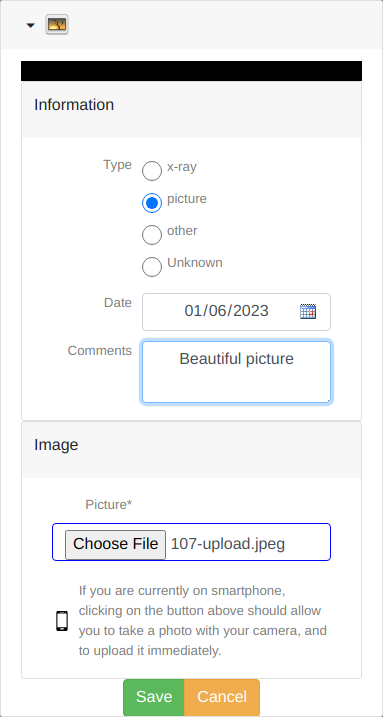 Information
Type
x-ray
picture
other
Unknown
Date
01/06/2023
Comments
Beautiful picture
Image
Picture*
Choose File 107-upload.jpeg
If you are currently on smartphone,
clicking on the button above should allow
you to take a photo with your camera, and
to upload it immediately.
Save
Cancel